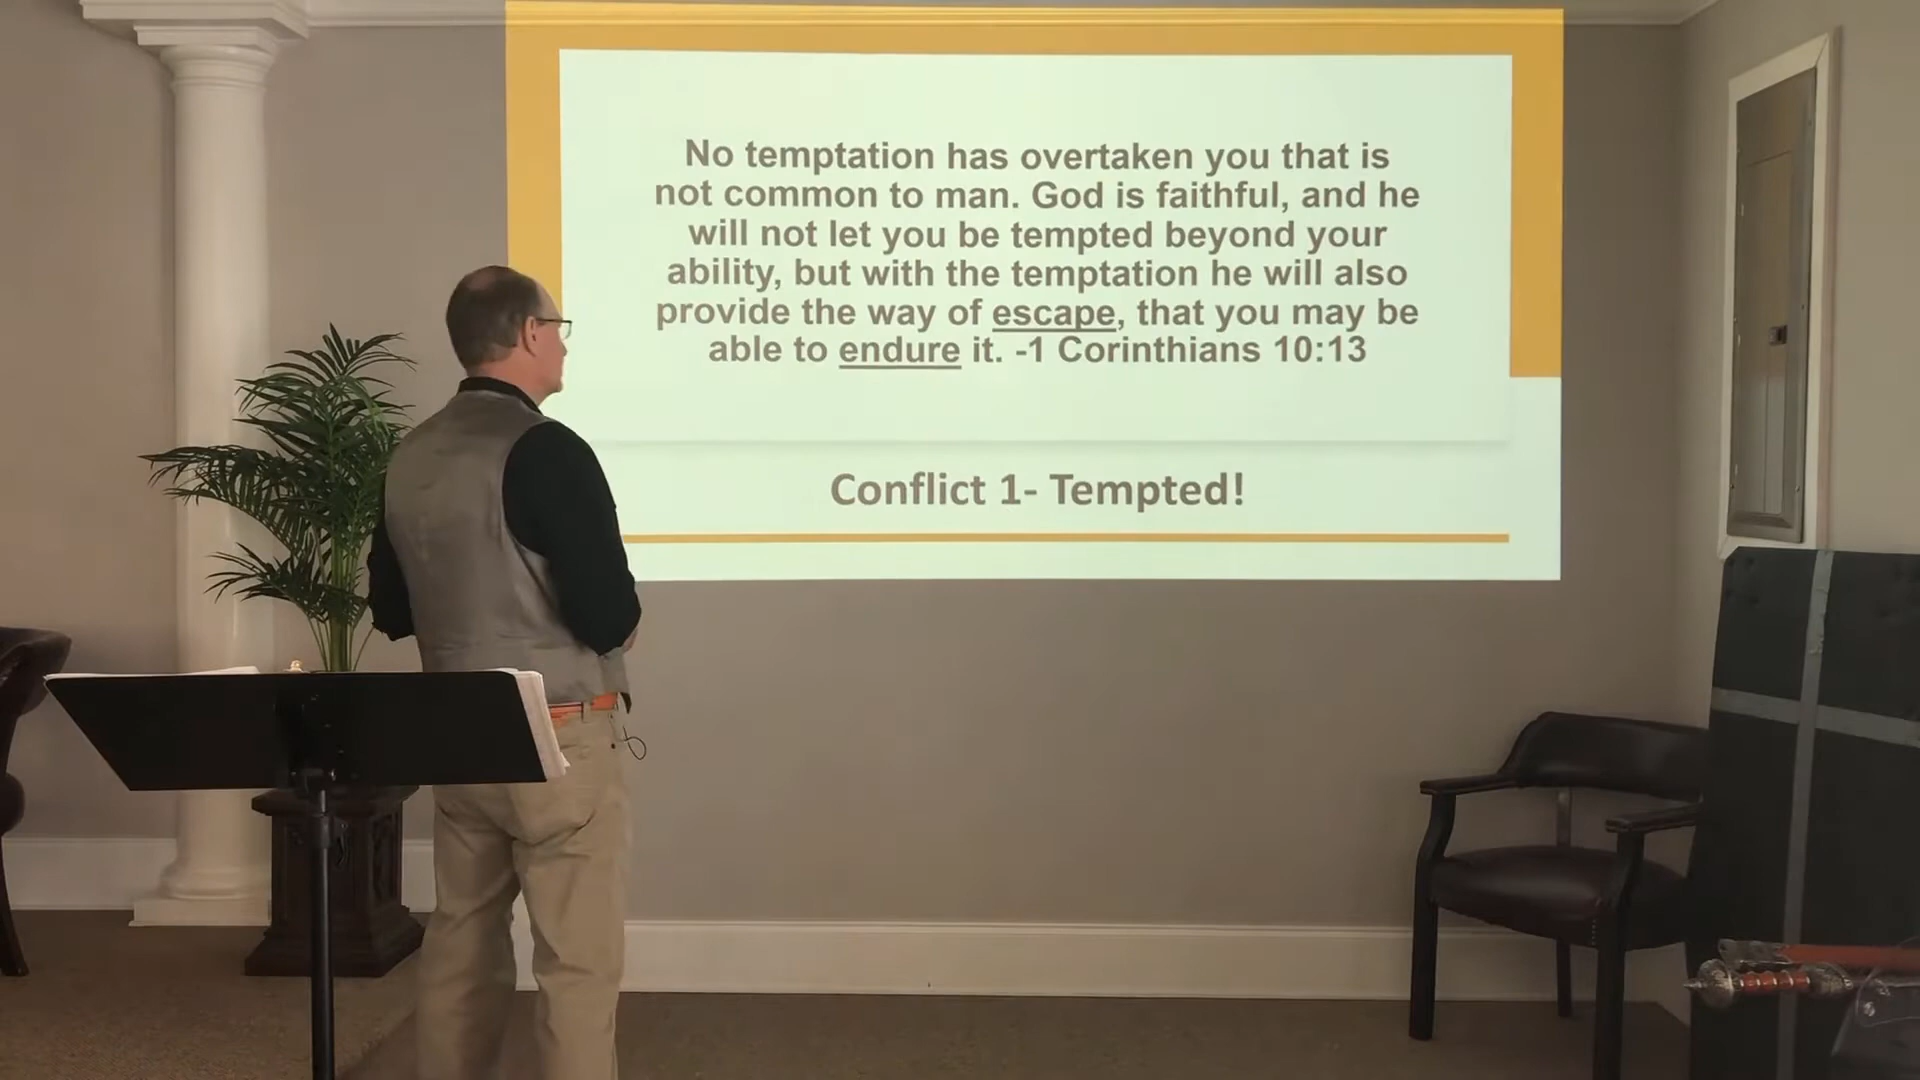 No temptation has overtaken you that is
not common to man. God is faithful, and he
will not let you be tempted beyond your
ability, but with the temptation he will also
provide the way of escape, that you may be
able to endure it. -1 Corinthians 10:13
Conflict 1- Tempted!